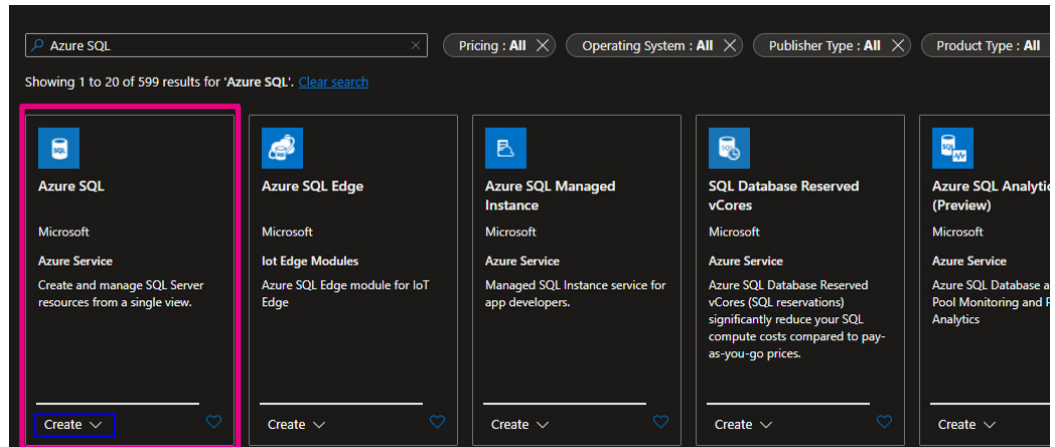 Azure SQL
Pricing : All
Operating System : All
Publisher Type : All
Product Type : All
Showing 1 to 20 of 599 results for 'Azure SQL'. Clear search
SQL
Azure SQL
Microsoft
Azure Service
Create and manage SQL Server
resources from a single view.
Create
Azure SQL Edge
Microsoft
Iot Edge Modules
Azure SQL Edge module for IoT
Edge
Create
Azure SQL Managed
Instance
Microsoft
Azure Service
Managed SQL Instance service for
app developers.
Create
SQL
SQL Database Reserved
vCores
Microsoft
Azure Service
Azure SQL Database Reserved
vCores (SQL reservations)
significantly reduce your SQL
compute costs compared to pay-
as-you-go prices.
Create
SQL
Azure SQL Analytic
(Preview)
Microsoft
Azure Service
Azure SQL Database a
Pool Monitoring and
Analytics
Create